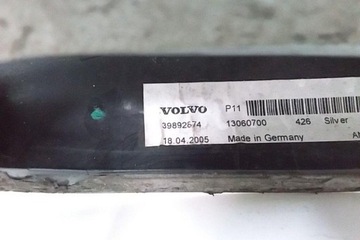 VOLVO P11
39892674 13060700 426 Silver
18.04.2005 Made in Germany